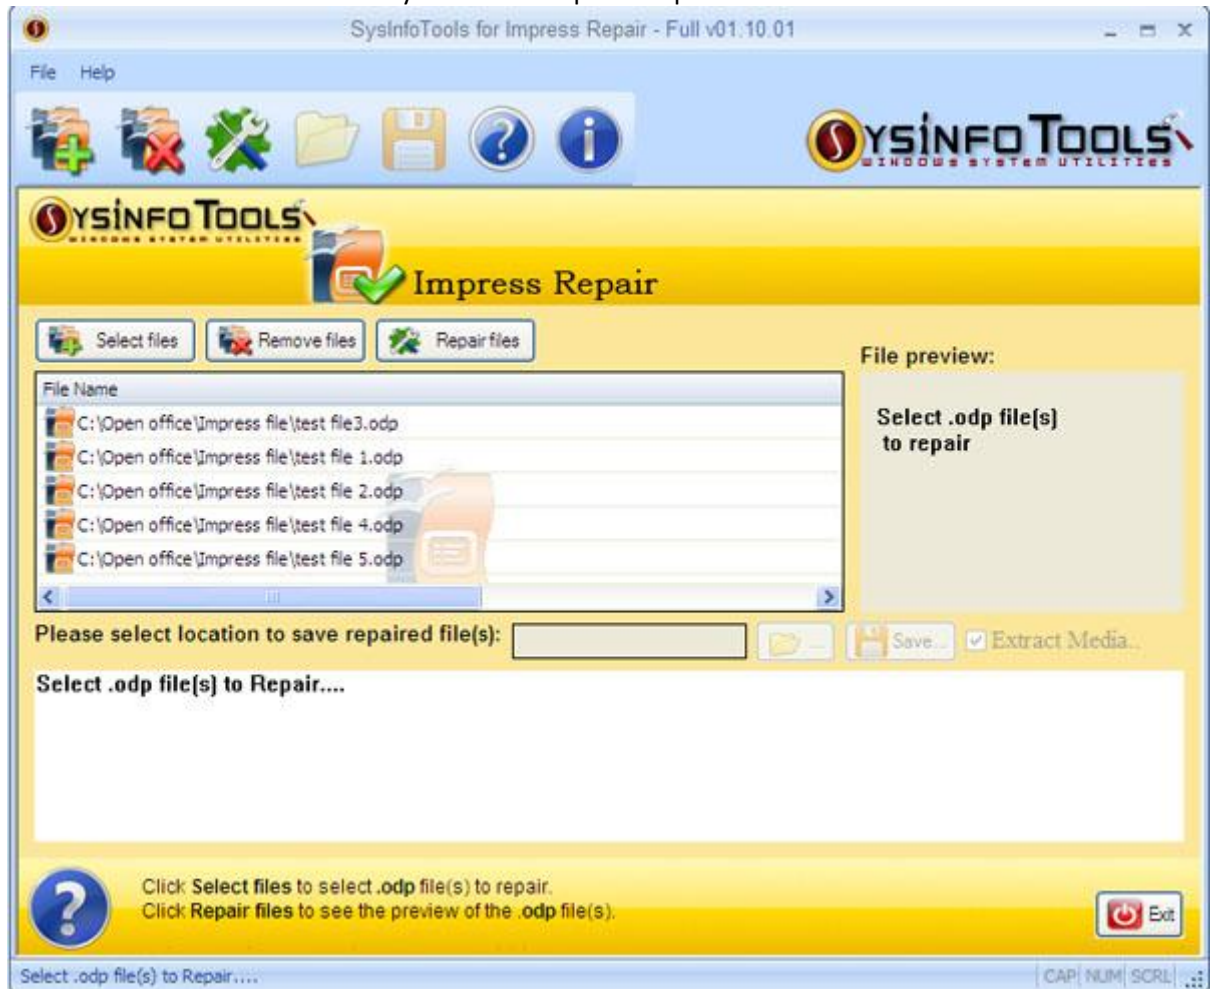 SysInfoTools for Impress Repair - Full v01.10.01
File Help
SYSINFO TOOLS
WINDOWS SYSTEM UTILITIES
SYSINFO TOOLS
WINDOWS SYSTEM UTILITIES
Impress Repair
Select files Remove files Repair files
File preview:
File Name
C:\Open office\Impress file\test file3.odp
C:\Open office\Impress file\test file 1.odp
C:\Open office\Impress file\test file 2.odp
C:\Open office\Impress file\test file 4.odp
C:\Open office\Impress file\test file 5.odp
Select .odp file(s)
to repair
Please select location to save repaired file(s): ... Save... Extract Media..
Select .odp file(s) to Repair....
Click Select files to select .odp file(s) to repair.
Click Repair files to see the preview of the .odp file(s).
Exit
Select .odp file(s) to Repair.... CAP NUM SCRL